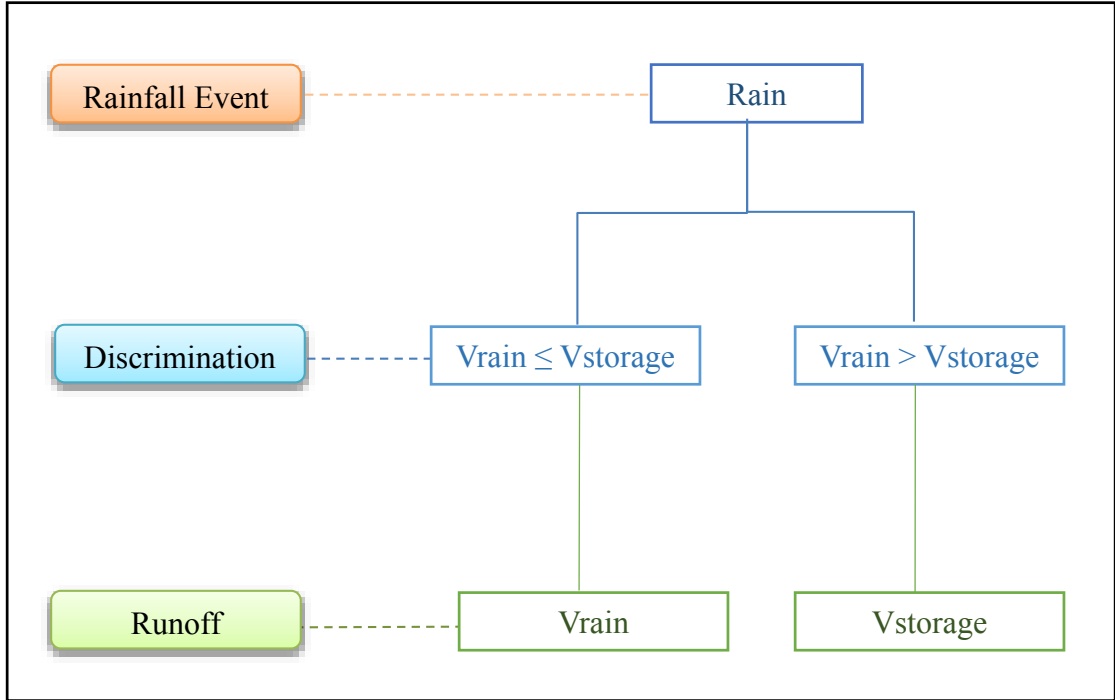 Rainfall Event
Rain
Discrimination
Vrain ≤ Vstorage
Vrain > Vstorage
Runoff
Vrain
Vstorage